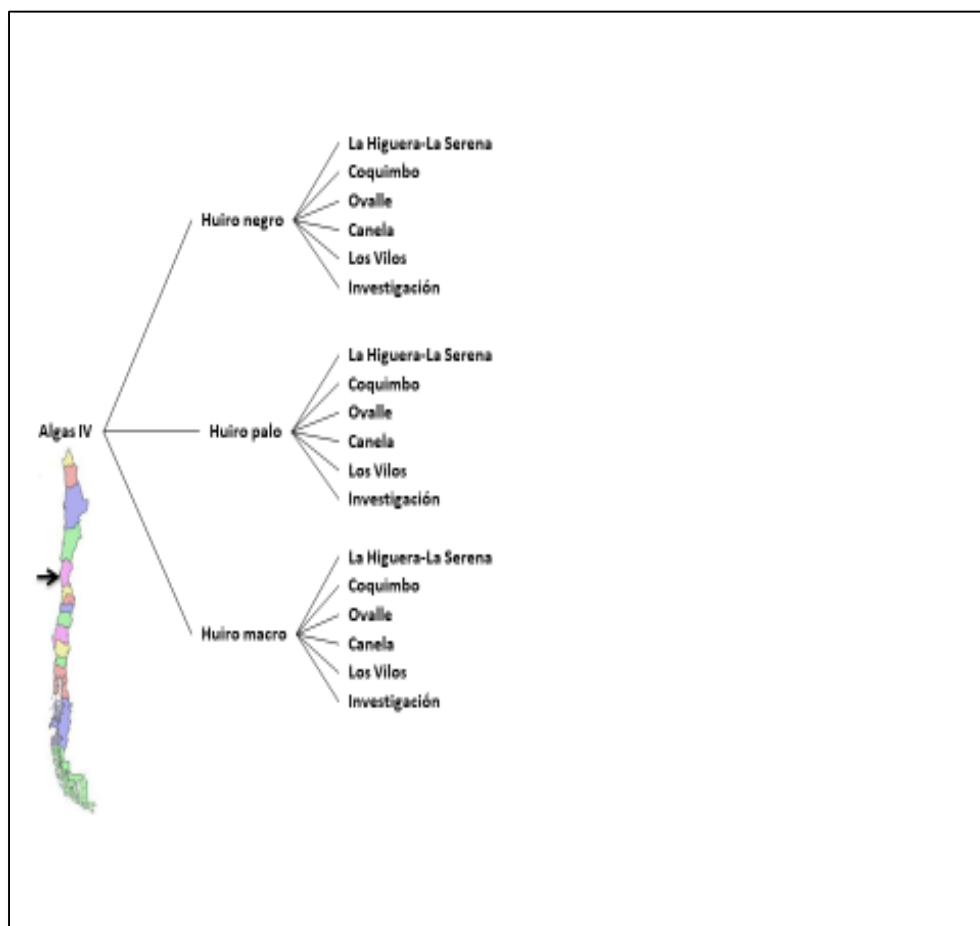 La Higuera-La Serena
Coquimbo
Ovalle
Huiro negro
Canela
Los Vilos
Investigación
La Higuera-La Serena
Coquimbo
Ovalle
Algas IV
Huiro palo
Canela
Los Vilos
Investigación
La Higuera-La Serena
Coquimbo
Ovalle
Huiro macro
Canela
Los Vilos
Investigación